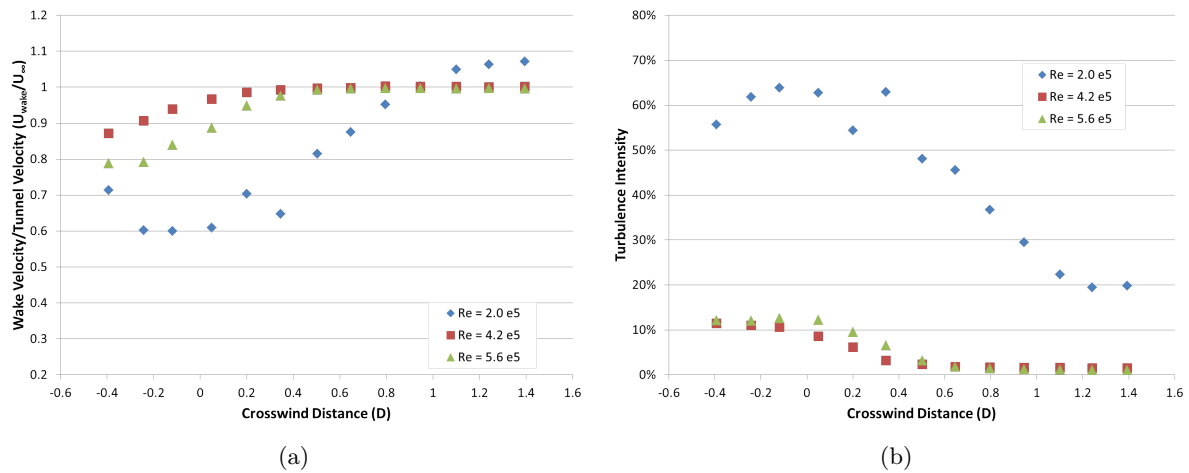 1.2
1.1
1
0.9
0.8
0.7
0.6
0.5
0.4
0.3
0.2
Wake Velocity/Tunnel Velocity (Uwake/U∞)
-0.6 -0.4 -0.2 0 0.2 0.4 0.6 0.8 1 1.2 1.4 1.6
Crosswind Distance (D)
Re = 2.0 e5
Re = 4.2 e5
Re = 5.6 e5
(a)
80%
70%
60%
50%
40%
30%
20%
10%
0%
Turbulence Intensity
-0.6 -0.4 -0.2 0 0.2 0.4 0.6 0.8 1 1.2 1.4 1.6
Crosswind Distance (D)
Re = 2.0 e5
Re = 4.2 e5
Re = 5.6 e5
(b)